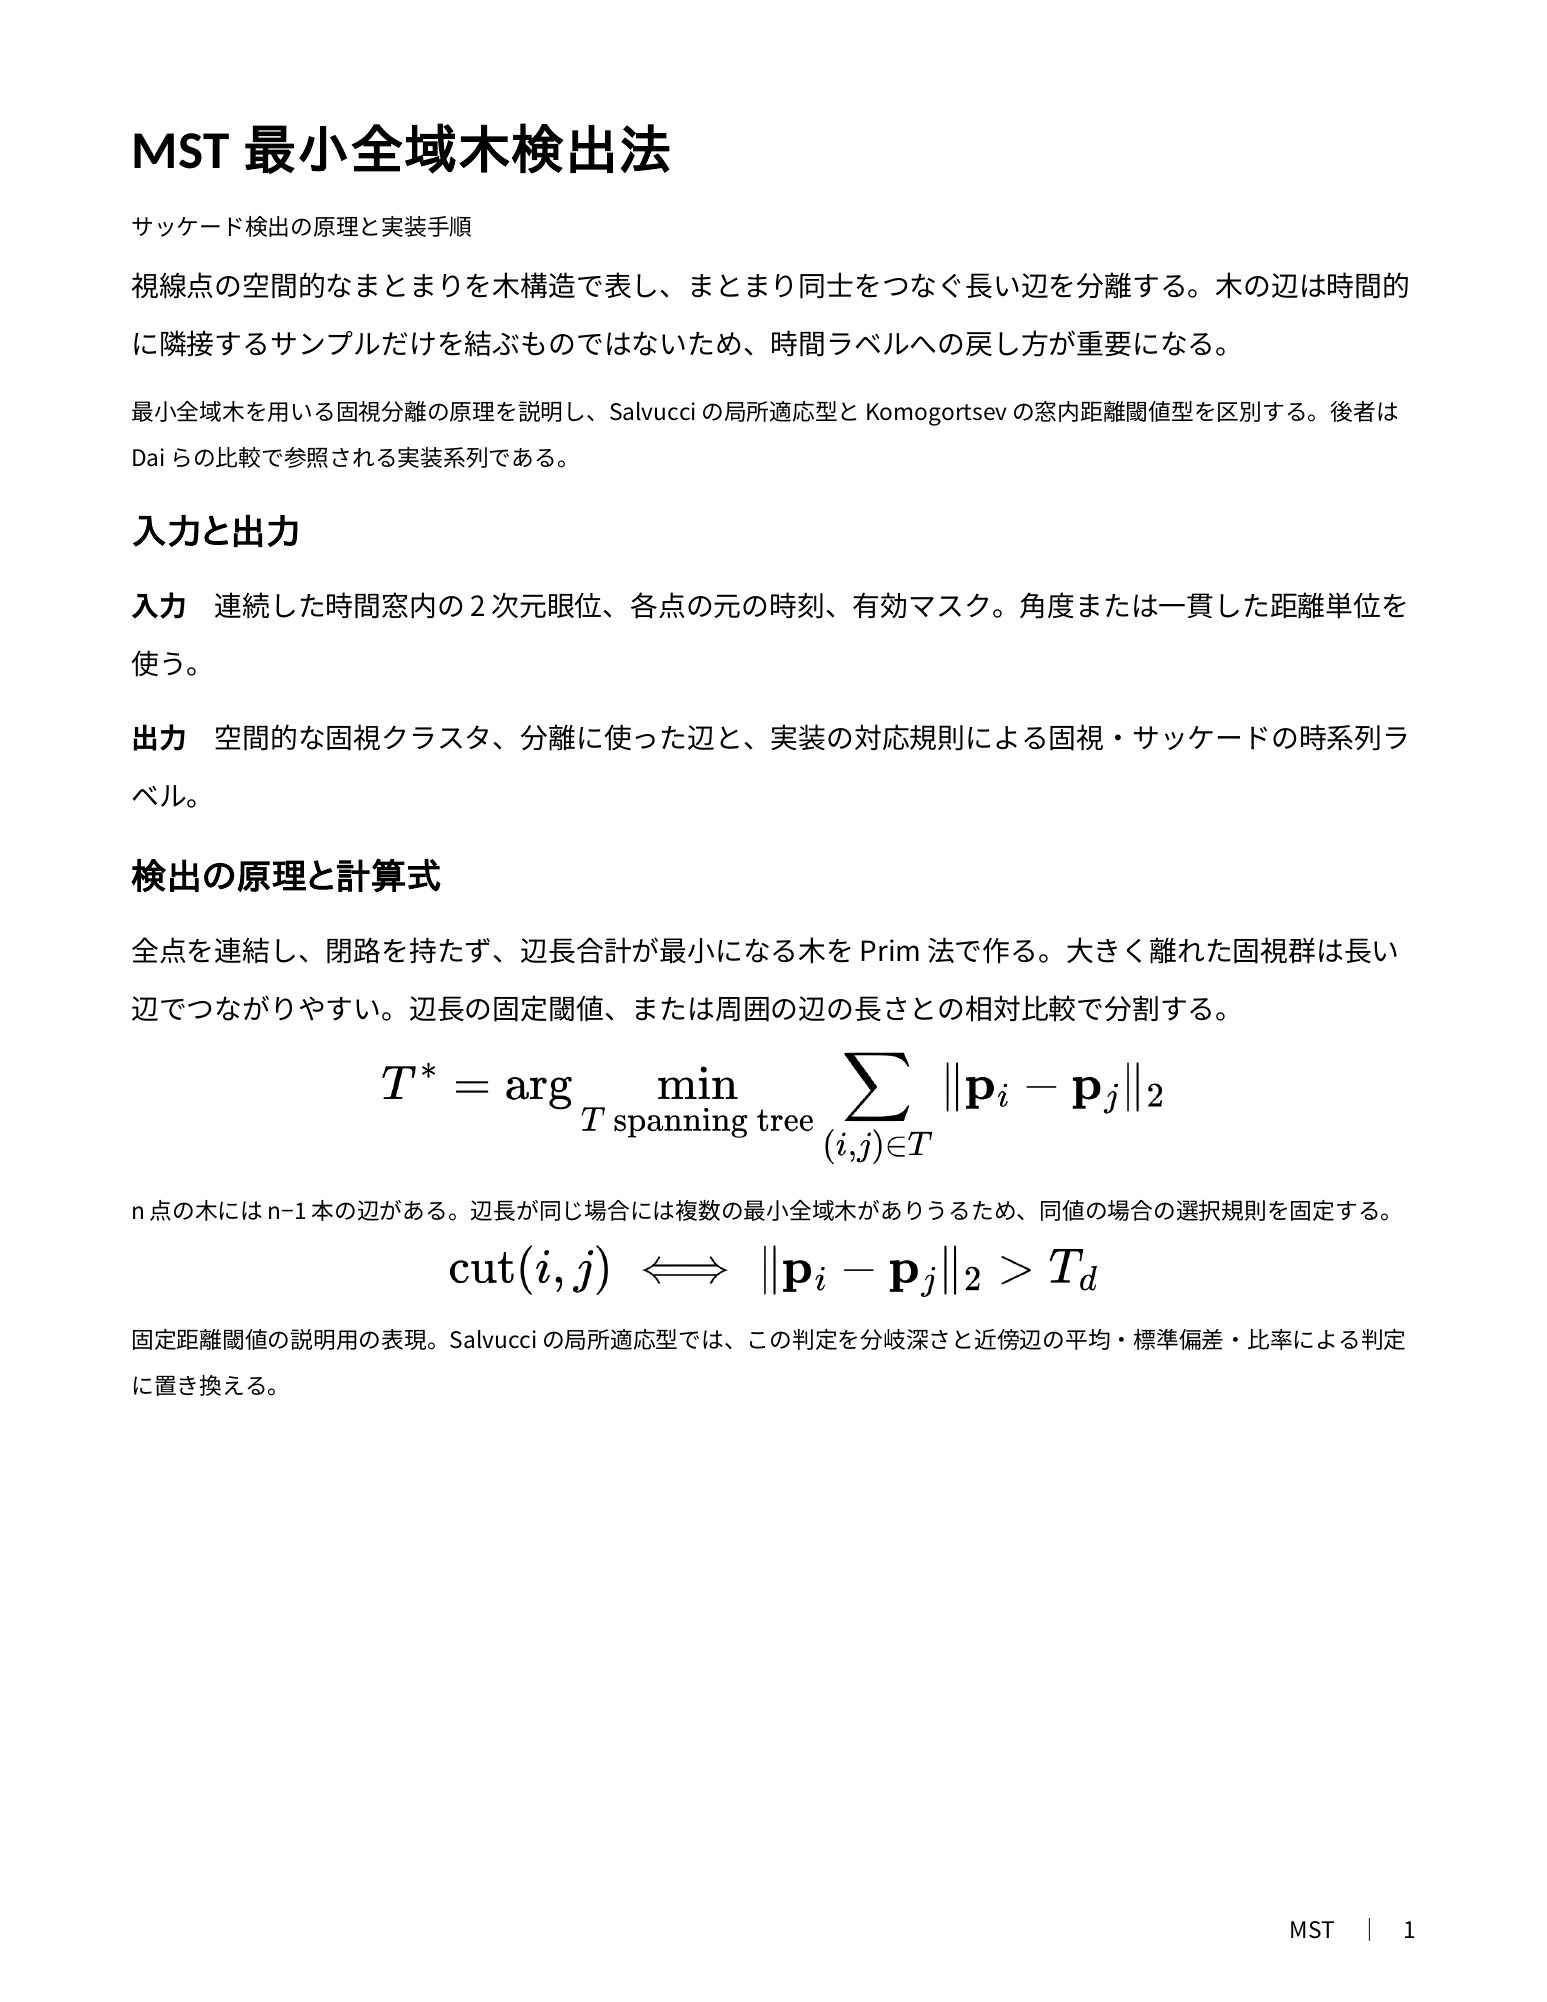 MST 最小全域木検出法
サッケード検出の原理と実装手順
視線点の空間的なまとまりを木構造で表し、まとまり同士をつなぐ長い辺を分離する。木の辺は時間的
に隣接するサンプルだけを結ぶものではないため、時間ラベルへの戻し方が重要になる。
最小全域木を用いる固視分離の原理を説明し、Salvucci の局所適応型と Komogortsev の窓内距離閾値型を区別する。後者は
Dai らの比較で参照される実装系列である。
入力と出力
入力　連続した時間窓内の 2 次元眼位、各点の元の時刻、有効マスク。角度または一貫した距離単位を
使う。
出力　空間的な固視クラスタ、分離に使った辺と、実装の対応規則による固視・サッケードの時系列ラ
ベル。
検出の原理と計算式
全点を連結し、閉路を持たず、辺長合計が最小になる木を Prim 法で作る。大きく離れた固視群は長い
辺でつながりやすい。辺長の固定閾値、または周囲の辺の長さとの相対比較で分割する。
T* = arg min_{T spanning tree} ∑_{(i,j)∈T} ‖p_i − p_j‖_2
n 点の木には n−1 本の辺がある。辺長が同じ場合には複数の最小全域木がありうるため、同値の場合の選択規則を固定する。
cut(i, j) ⟺ ‖p_i − p_j‖_2 > T_d
固定距離閾値の説明用の表現。Salvucci の局所適応型では、この判定を分岐深さと近傍辺の平均・標準偏差・比率による判定
に置き換える。
MST | 1